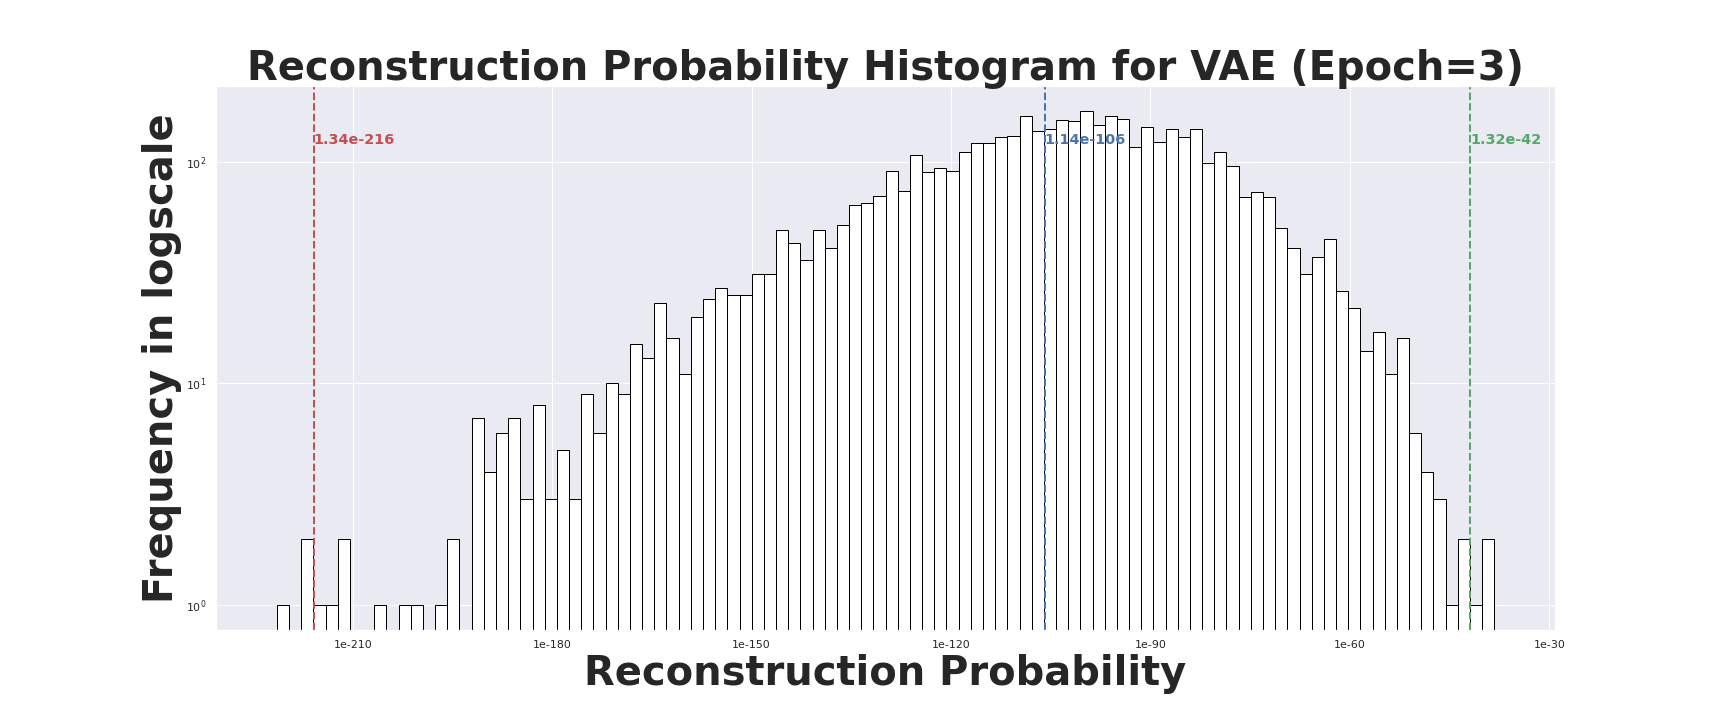 Reconstruction Probability Histogram for VAE (Epoch=3)
Frequency in logscale
10²
10¹
10⁰
1.34e-216
1.14e-106
1.32e-42
1e-210
1e-180
1e-150
1e-120
1e-90
1e-60
1e-30
Reconstruction Probability